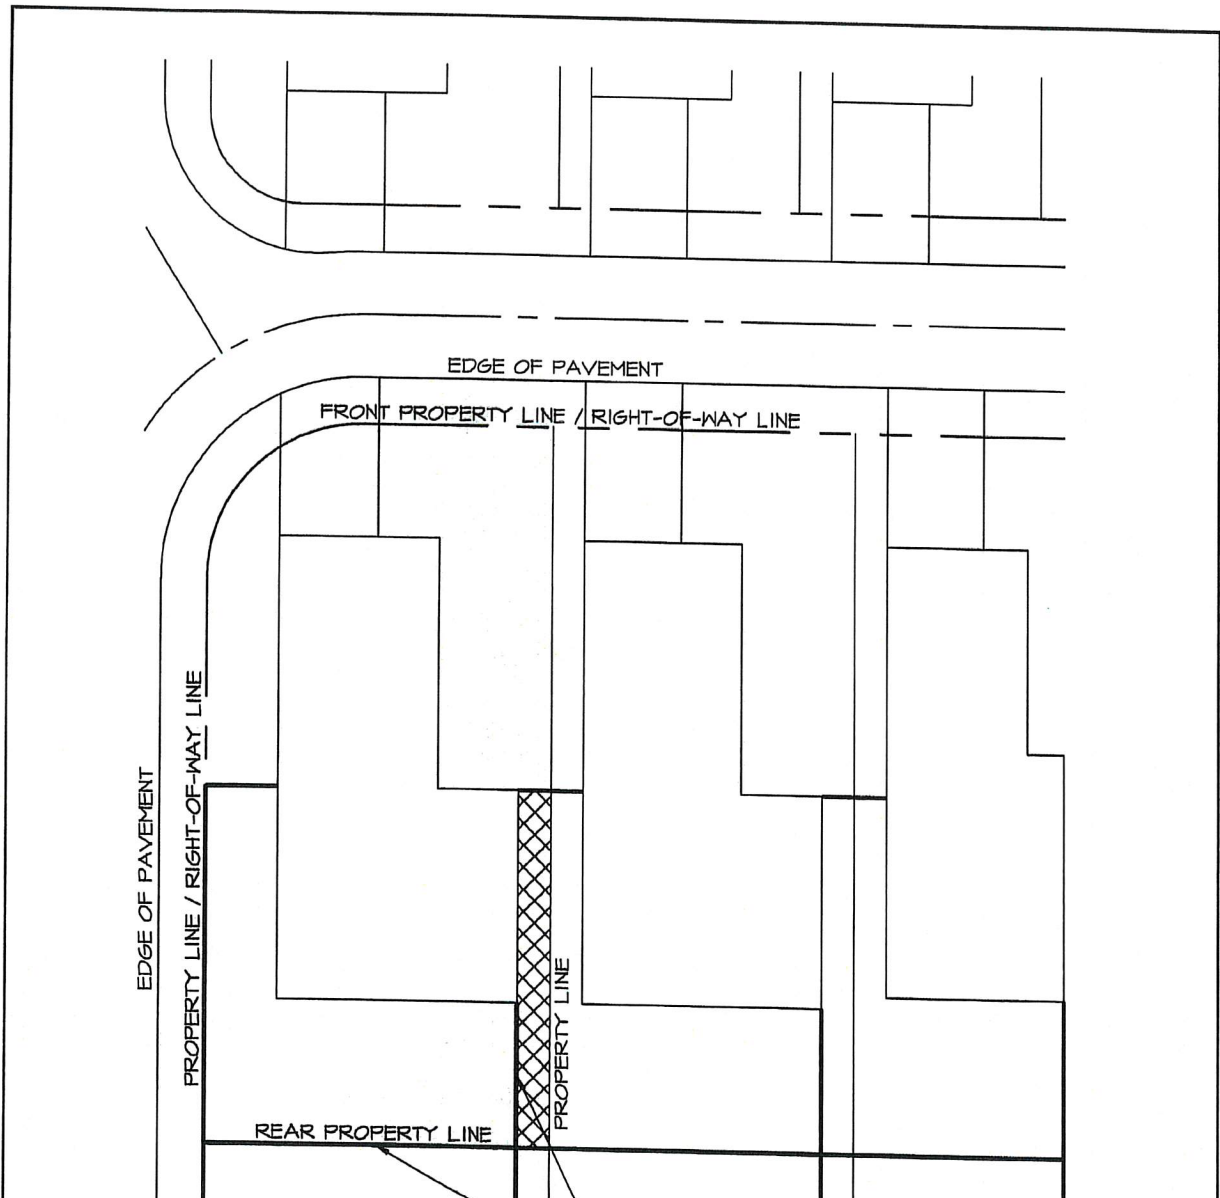 EDGE OF PAVEMENT
FRONT PROPERTY LINE / RIGHT-OF-WAY LINE
PROPERTY LINE / RIGHT-OF-WAY LINE
EDGE OF PAVEMENT
PROPERTY LINE
REAR PROPERTY LINE